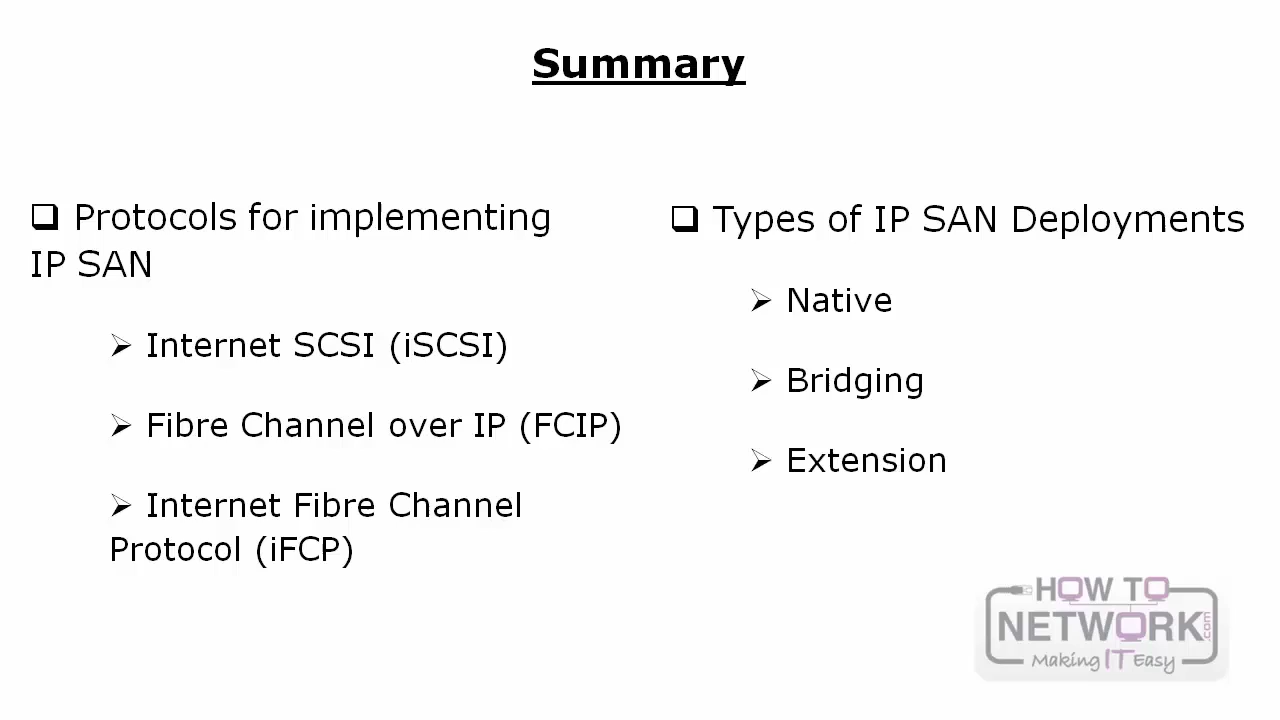 Summary
❑ Protocols for implementing
IP SAN
➢ Internet SCSI (iSCSI)
➢ Fibre Channel over IP (FCIP)
➢ Internet Fibre Channel
Protocol (iFCP)
❑ Types of IP SAN Deployments
➢ Native
➢ Bridging
➢ Extension
HOW TO
NETWORK.com
Making IT Easy